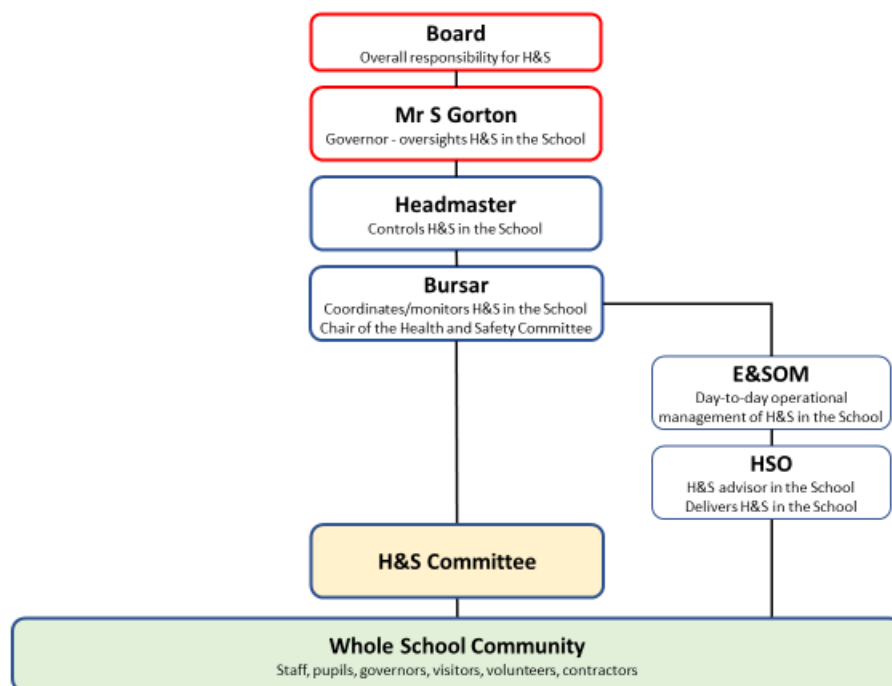 Board
Overall responsibility for H&S
Mr S Gorton
Governor - oversights H&S in the School
Headmaster
Controls H&S in the School
Bursar
Coordinates/monitors H&S in the School
Chair of the Health and Safety Committee
E&SOM
Day-to-day operational
management of H&S in the School
HSO
H&S advisor in the School
Delivers H&S in the School
H&S Committee
Whole School Community
Staff, pupils, governors, visitors, volunteers, contractors